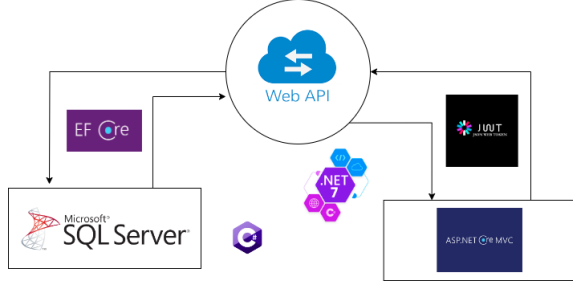 Web API
EF Core
JWT
JSON WEB TOKEN
.NET
7
C
Microsoft®
SQL Server®
C#
ASP.NET Core MVC